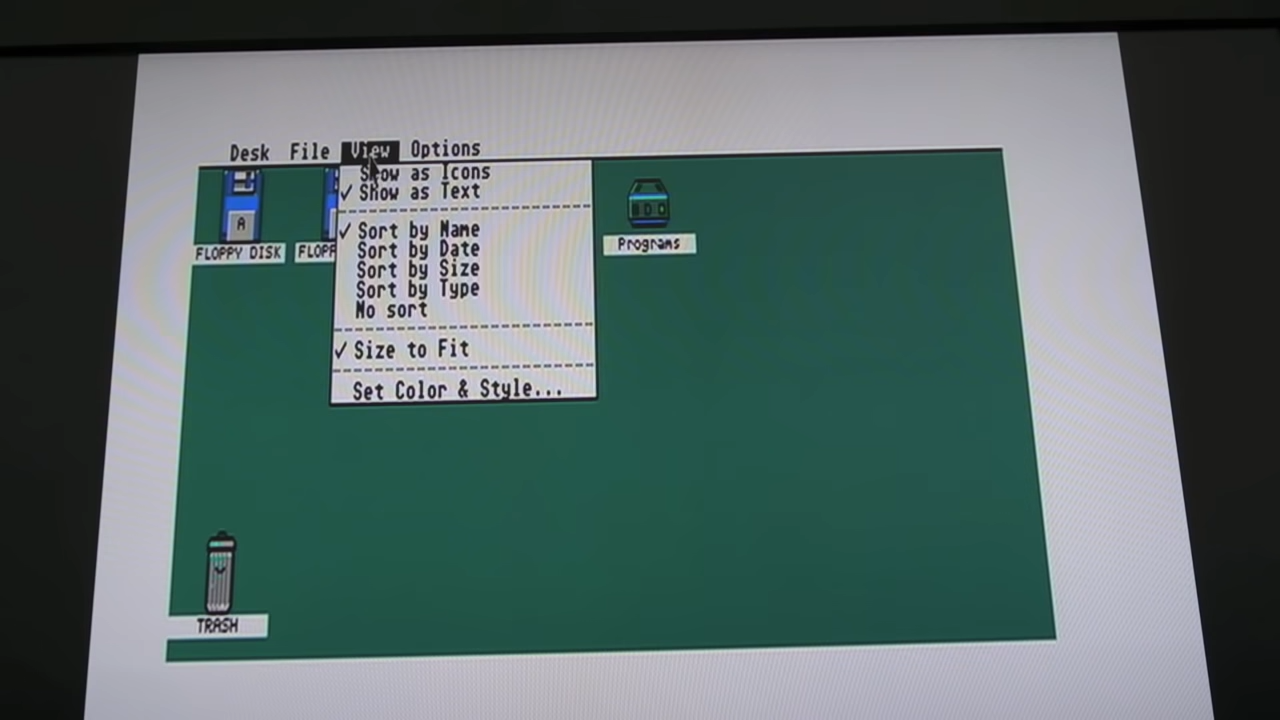 Desk File View Options
Show as Icons
✓ Show as Text
✓ Sort by Name
Sort by Date
Sort by Size
Sort by Type
No sort
✓ Size to Fit
Set Color & Style...
A
FLOPPY DISK
FLOPP
Programs
TRASH